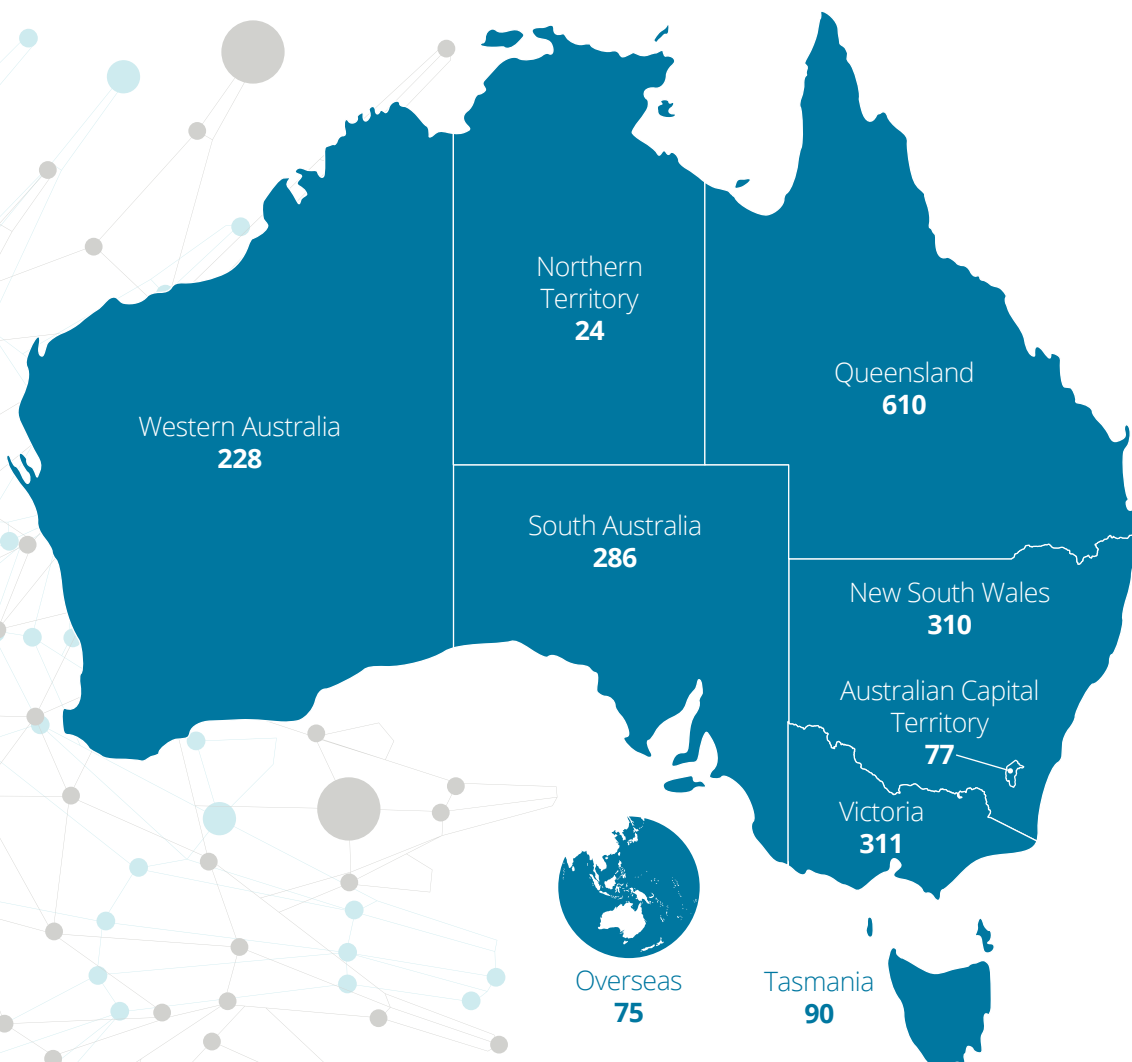 Northern
Territory
24
Queensland
610
Western Australia
228
South Australia
286
New South Wales
310
Australian Capital
Territory
77
Victoria
311
Overseas
75
Tasmania
90